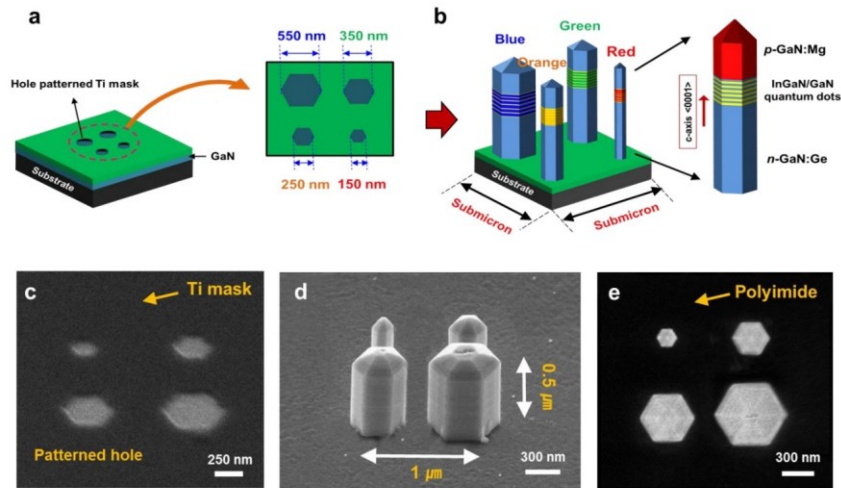 a
Hole patterned Ti mask
GaN
Substrate
550 nm
350 nm
250 nm
150 nm
b
Blue
Orange
Green
Red
Substrate
Submicron
Submicron
c-axis <0001>
p-GaN:Mg
InGaN/GaN
quantum dots
n-GaN:Ge
c
Ti mask
Patterned hole
250 nm
d
0.5 μm
1 μm
300 nm
e
Polyimide
300 nm